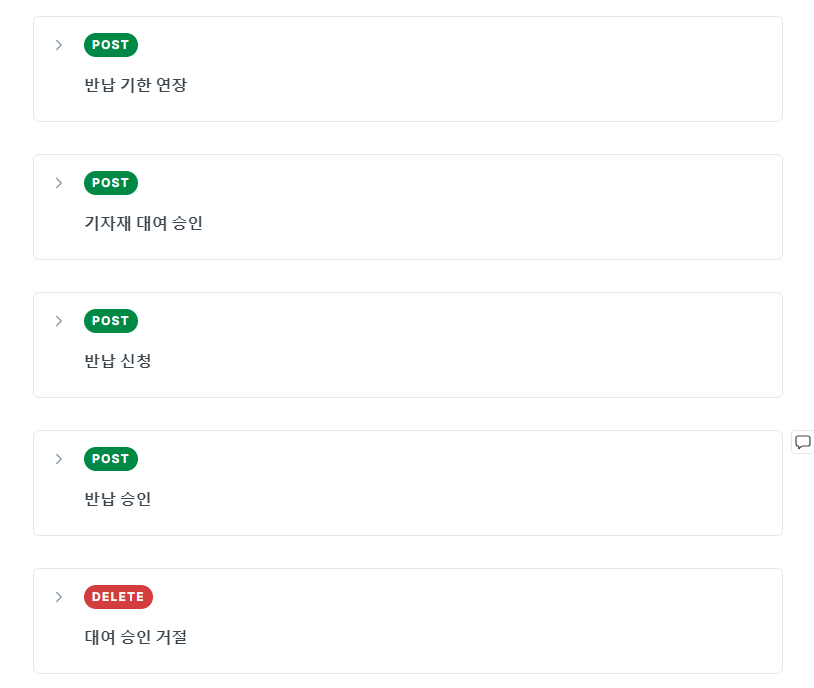 POST
반납 기한 연장
POST
기자재 대여 승인
POST
반납 신청
POST
반납 승인
DELETE
대여 승인 거절